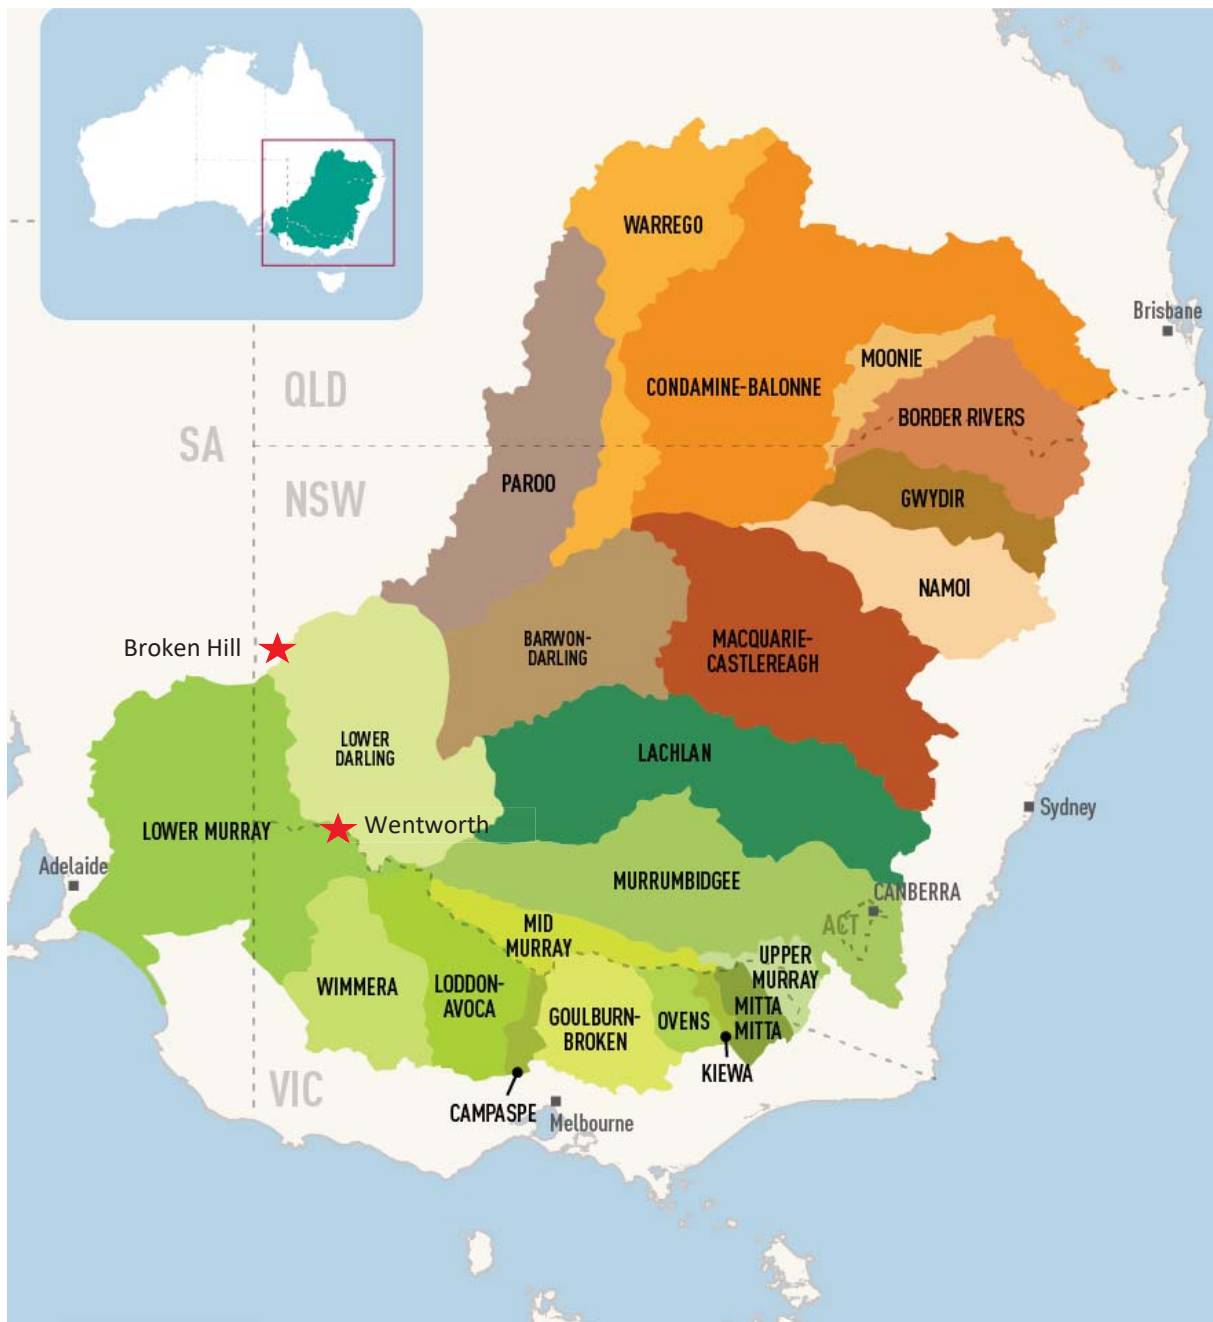 WARREGO
Brisbane
MOONIE
QLD
CONDAMINE-BALONNE
BORDER RIVERS
SA
PAROO
NSW
GWYDIR
NAMOI
Broken Hill
BARWON-
DARLING
MACQUARIE-
CASTLEREAGH
LOWER
DARLING
LACHLAN
Sydney
LOWER MURRAY
Wentworth
Adelaide
MURRUMBIDGEE
CANBERRA
ACT
MID
MURRAY
UPPER
MURRAY
WIMMERA
LODDON-
AVOCA
GOULBURN-
BROKEN
OVENS
MITTA
MITTA
KIEWA
VIC
CAMPASPE
Melbourne